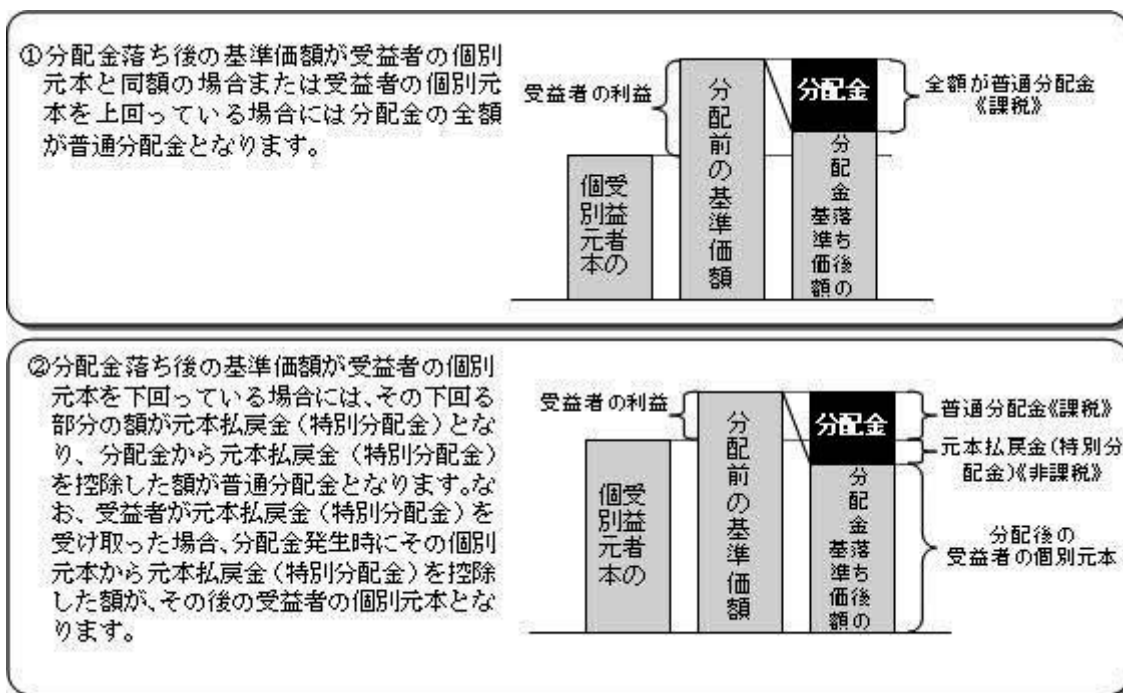 ①分配金落ち後の基準価額が受益者の個別
元本と同額の場合または受益者の個別元
本を上回っている場合には分配金の全額
が普通分配金となります。
受益者の利益
受益者の
個別元本
分配前の基準価額
分配金
分配金落ち後の
基準価額
全額が普通分配金
《課税》
②分配金落ち後の基準価額が受益者の個別
元本を下回っている場合には、その下回る
部分の額が元本払戻金（特別分配金）とな
り、分配金から元本払戻金（特別分配金）
を控除した額が普通分配金となります。な
お、受益者が元本払戻金（特別分配金）を
受け取った場合、分配金発生時にその個別
元本から元本払戻金（特別分配金）を控除
した額が、その後の受益者の個別元本とな
ります。
受益者の利益
受益者の
個別元本
分配前の基準価額
分配金
分配金落ち後の
基準価額
普通分配金《課税》
元本払戻金（特別分
配金）《非課税》
分配後の
受益者の個別元本